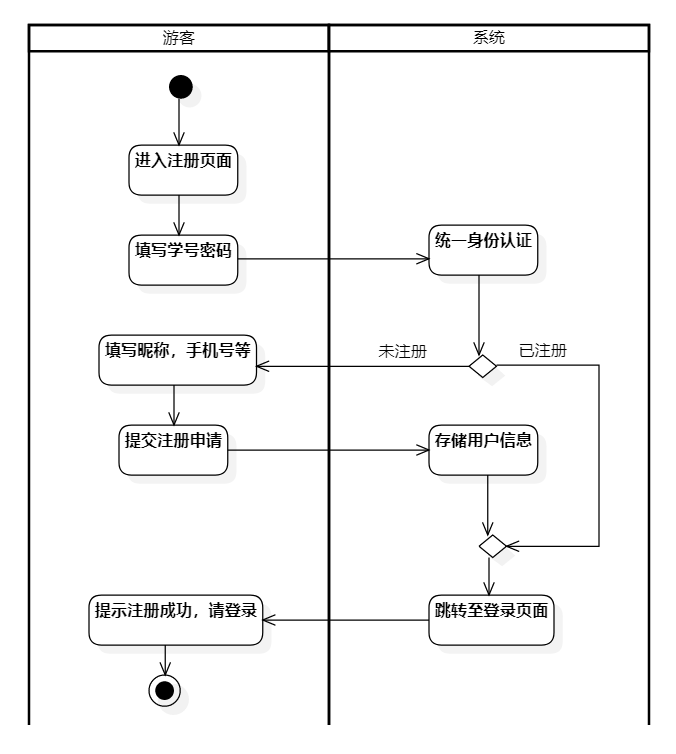 游客
系统
进入注册页面
填写学号密码
统一身份认证
填写昵称，手机号等
未注册
已注册
提交注册申请
存储用户信息
提示注册成功，请登录
跳转至登录页面